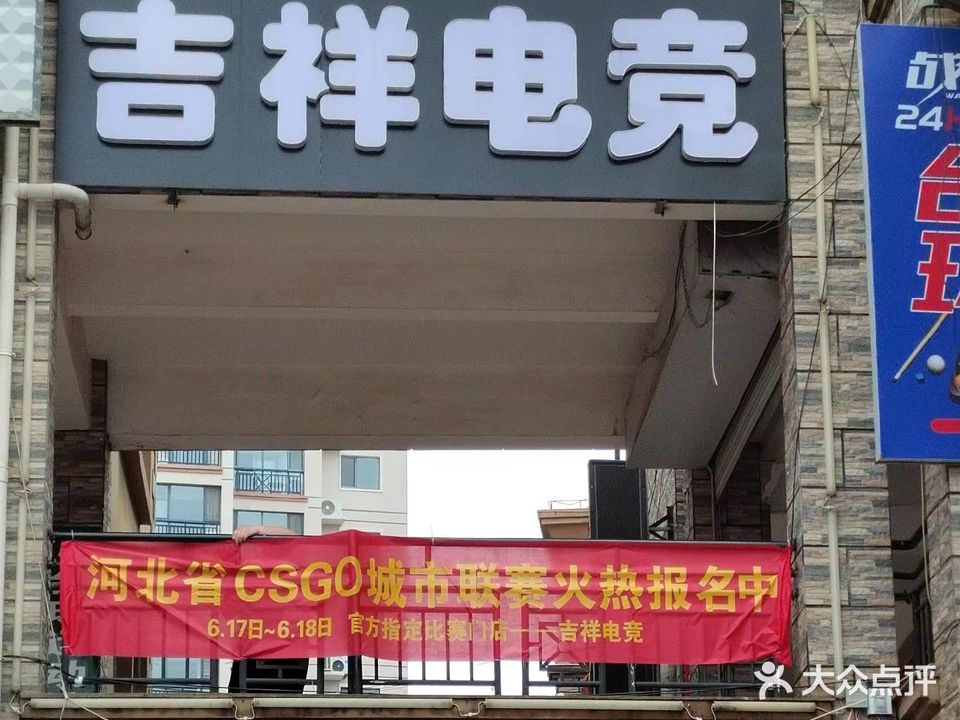 吉祥电竞
战
24H
台
球
河北省CSGO城市联赛火热报名中
6.17日~6.18日 官方指定比赛门店——吉祥电竞
大众点评